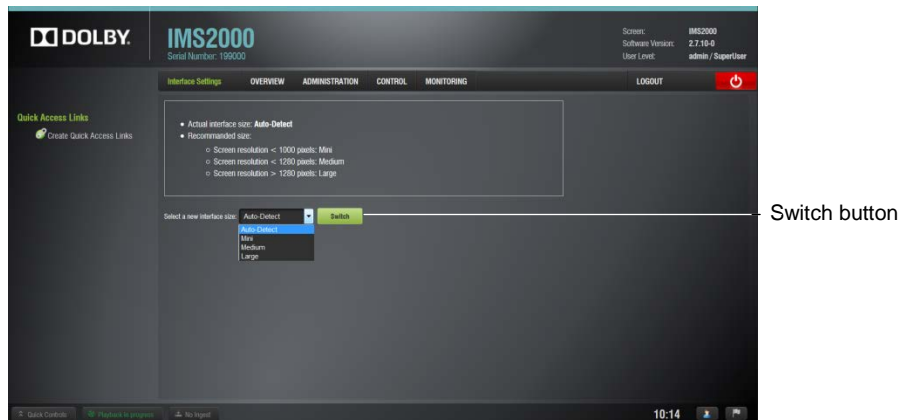 DOLBY.
IMS2000
Serial Number: 199000
Screen: IMS2000
Software Version: 2.7.10-0
User Level: admin / SuperUser
Interface Settings OVERVIEW ADMINISTRATION CONTROL MONITORING LOGOUT
Quick Access Links
Create Quick Access Links
Actual interface size: Auto-Detect
Recommanded size:
Screen resolution < 1000 pixels: Mini
Screen resolution < 1280 pixels: Medium
Screen resolution > 1280 pixels: Large
Select a new interface size: Auto-Detect Switch
Auto-Detect
Mini
Medium
Large
Switch button
Quick Controls Playback in progress No ingest 10:14